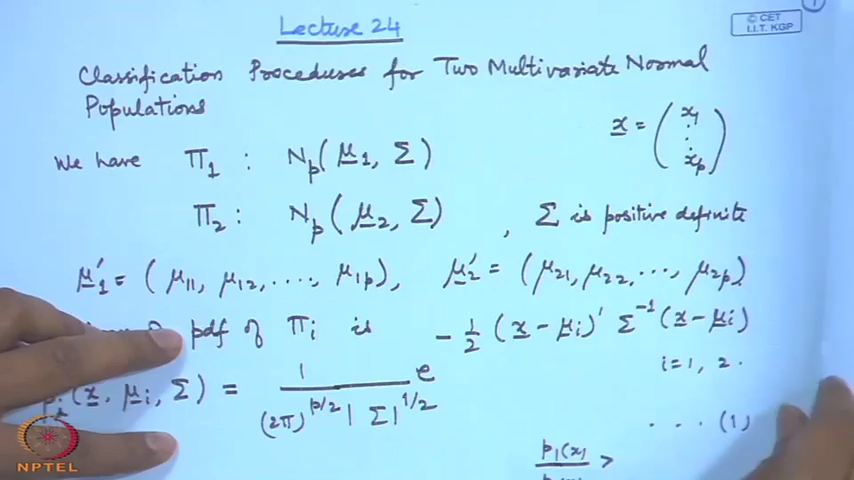 Lecture 24
© CET
I.I.T. KGP
Classification Procedures for Two Multivariate Normal
Populations
x = (x₁ ⋮ xₚ)
We have Π₁ : Nₚ(μ₁, Σ)
Π₂ : Nₚ(μ₂, Σ) , Σ is positive definite
μ₁' = (μ₁₁, μ₁₂, ...., μ₁ₚ), μ₂' = (μ₂₁, μ₂₂, ..., μ₂ₚ).
pdf of Πᵢ is
(x, μᵢ, Σ) = 1 / (2π)^{p/2} |Σ|^{1/2} e^{-1/2 (x - μᵢ)' Σ⁻¹ (x - μᵢ)}
i = 1, 2.
. . . (1)
p₁(x) >
NPTEL